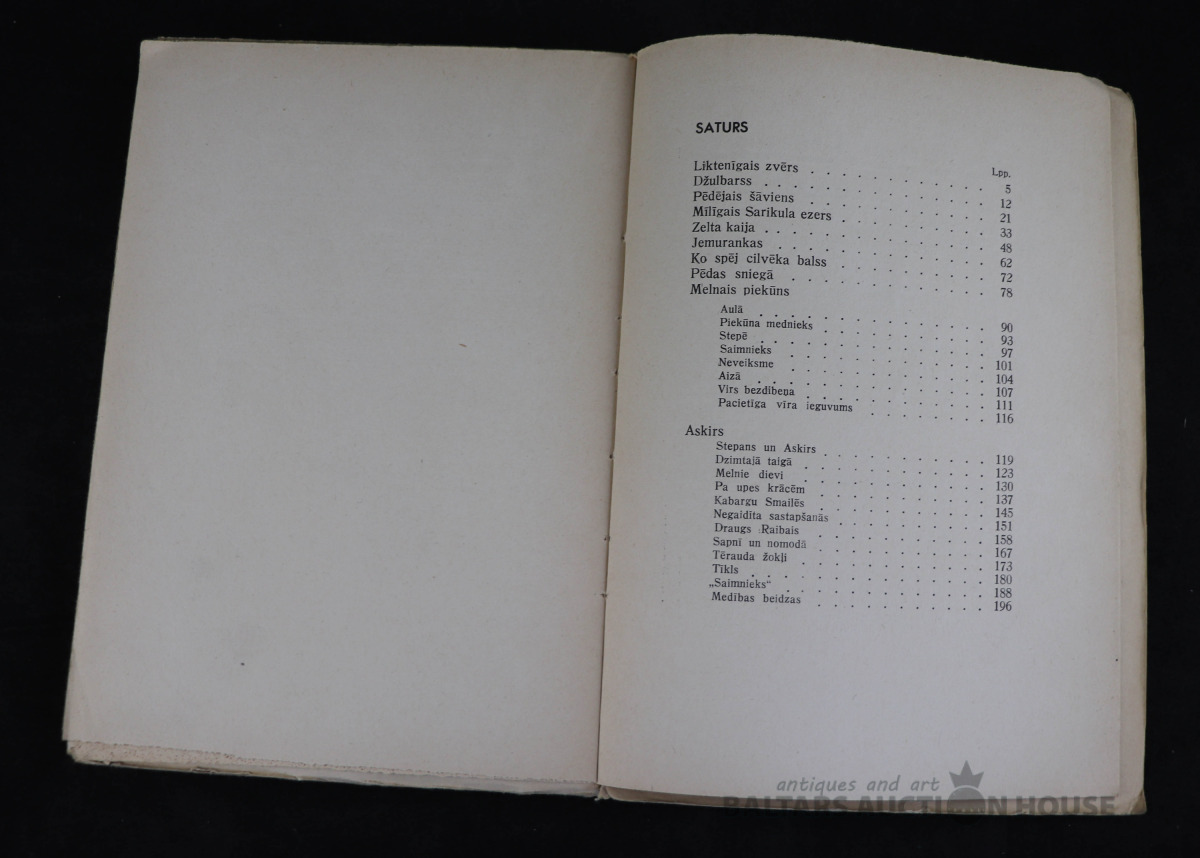 SATURS
Lpp.
Liktenīgais zvērs . . . . . . . . . . . . 5
Džulbarss . . . . . . . . . . . . 12
Pēdējais šāviens . . . . . . . . . . . . 21
Mīlīgais Sarikula ezers . . . . . . . . . . 33
Zelta kaija . . . . . . . . . . . . 48
Jemurankas . . . . . . . . . . . . 62
Ko spēj cilvēka balss . . . . . . . . . . 72
Pēdas sniegā . . . . . . . . . . . . 78
Melnais piekūns
Aulā . . . . . . . . . . . . 90
Piekūna mednieks . . . . . . . . . . 93
Stepē . . . . . . . . . . . . 97
Saimnieks . . . . . . . . . . . 101
Neveiksme . . . . . . . . . . . 104
Aizā . . . . . . . . . . . . 107
Virs bezdibeņa . . . . . . . . . . 111
Pacietīga vīra ieguvums . . . . . . . . 116
Askirs
Stepans un Askirs . . . . . . . . . . 119
Dzimtajā taigā . . . . . . . . . . 123
Melnie dievi . . . . . . . . . . 130
Pa upes krācēm . . . . . . . . . . 137
Kabargu Smailēs . . . . . . . . . . 145
Negaidīta sastapšanās . . . . . . . . . 151
Draugs Raibais . . . . . . . . . . 158
Sapnī un nomodā . . . . . . . . . . 167
Tērauda žokļi . . . . . . . . . . 173
Tīkls . . . . . . . . . . . . 180
„Saimnieks“ . . . . . . . . . . . 188
Medības beidzas . . . . . . . . . . 196
antiques and art
BALTARS AUCTION HOUSE